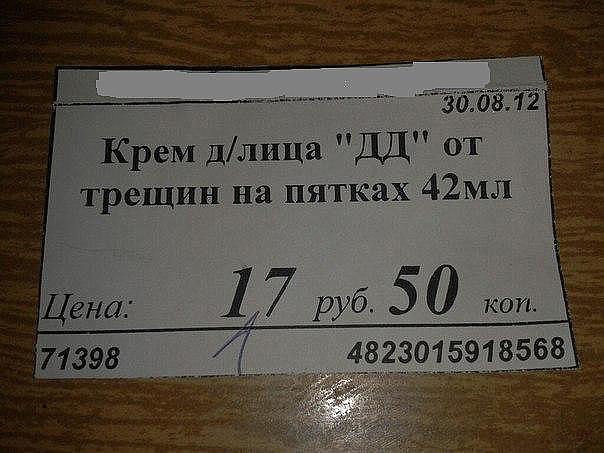 30.08.12
Крем д/лица "ДД" от
трещин на пятках 42мл
Цена: 17 руб. 50 коп.
71398 4823015918568